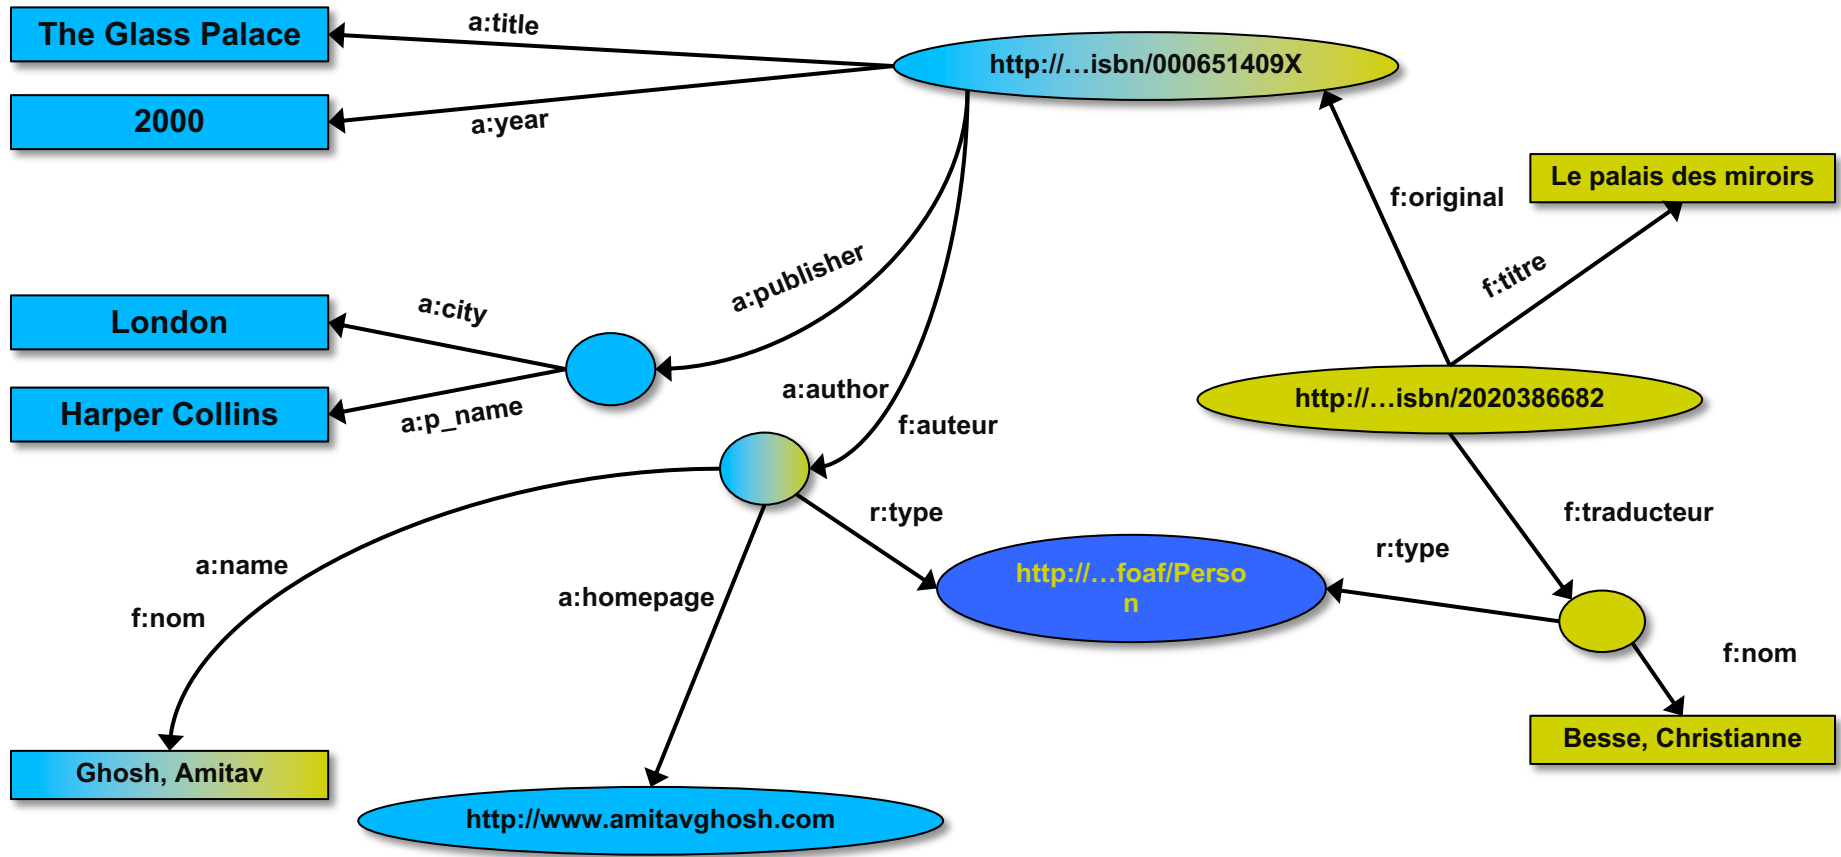 The Glass Palace
a:title
http://…isbn/000651409X
2000
a:year
Le palais des miroirs
f:original
a:publisher
f:titre
a:city
London
a:author
http://…isbn/2020386682
Harper Collins
a:p_name
f:auteur
r:type
f:traducteur
r:type
a:name
http://…foaf/Perso
n
a:homepage
f:nom
f:nom
Besse, Christianne
Ghosh, Amitav
http://www.amitavghosh.com